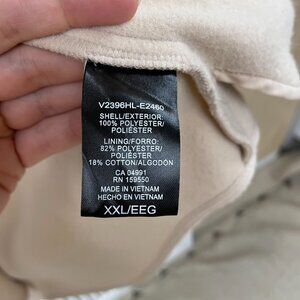 V2396HL-E2460
SHELL/EXTERIOR:
100% POLYESTER/
POLIÉSTER
LINING/FORRO:
82% POLYESTER/
POLIÉSTER
18% COTTON/ALGODÓN
CA 04991
RN 159550
MADE IN VIETNAM
HECHO EN VIETNAM
XXL/EEG